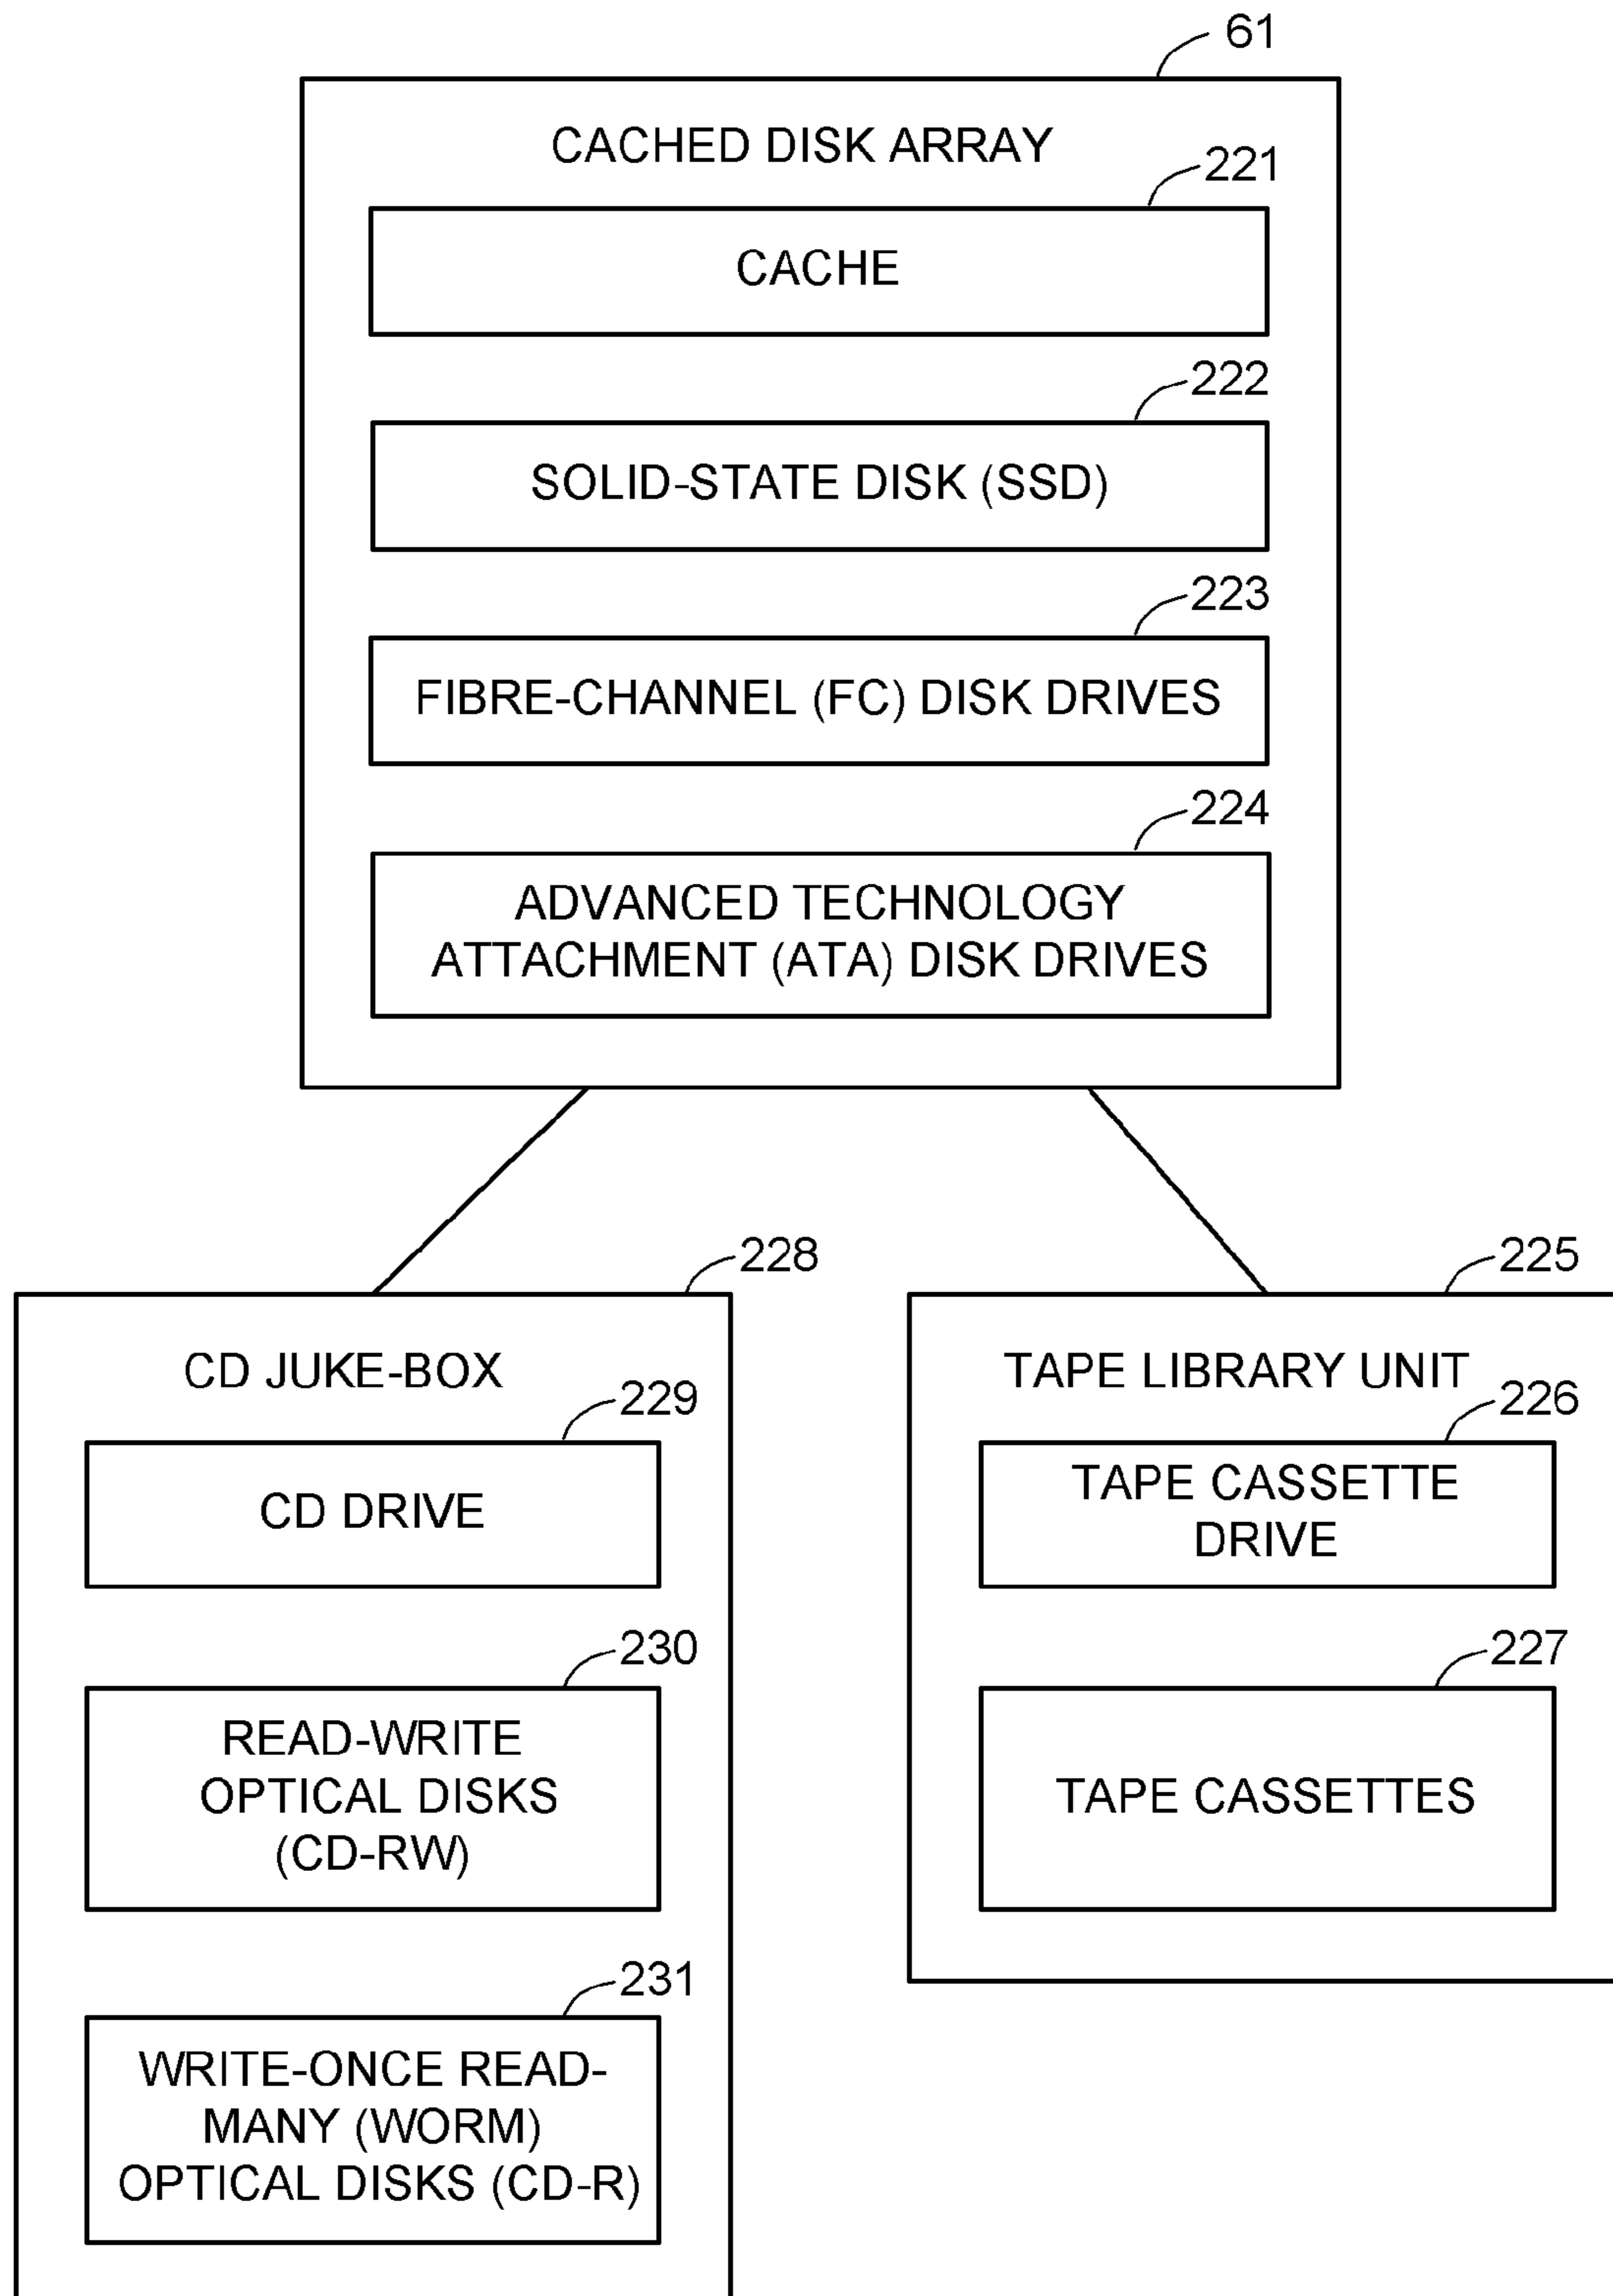 61
CACHED DISK ARRAY
221
CACHE
222
SOLID-STATE DISK (SSD)
223
FIBRE-CHANNEL (FC) DISK DRIVES
224
ADVANCED TECHNOLOGY
ATTACHMENT (ATA) DISK DRIVES
228
CD JUKE-BOX
229
CD DRIVE
230
READ-WRITE
OPTICAL DISKS
(CD-RW)
231
WRITE-ONCE READ-
MANY (WORM)
OPTICAL DISKS (CD-R)
225
TAPE LIBRARY UNIT
226
TAPE CASSETTE
DRIVE
227
TAPE CASSETTES